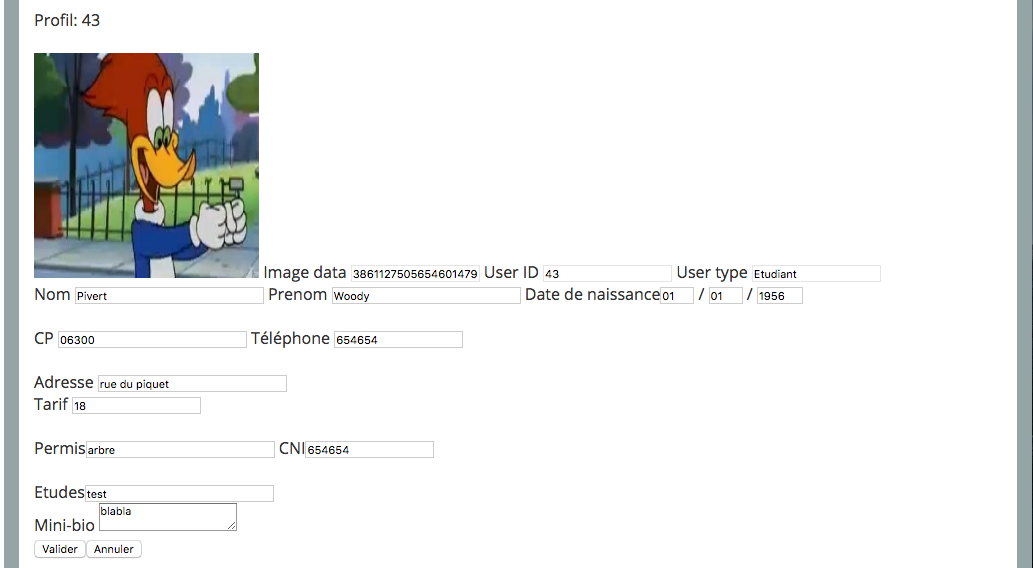 Profil: 43
Image data 3861127505654601479 User ID 43 User type Etudiant
Nom Pivert Prenom Woody Date de naissance 01 / 01 / 1956
CP 06300 Téléphone 654654
Adresse rue du piquet
Tarif 18
Permis arbre CNI 654654
Etudes test
Mini-bio blabla
Valider Annuler